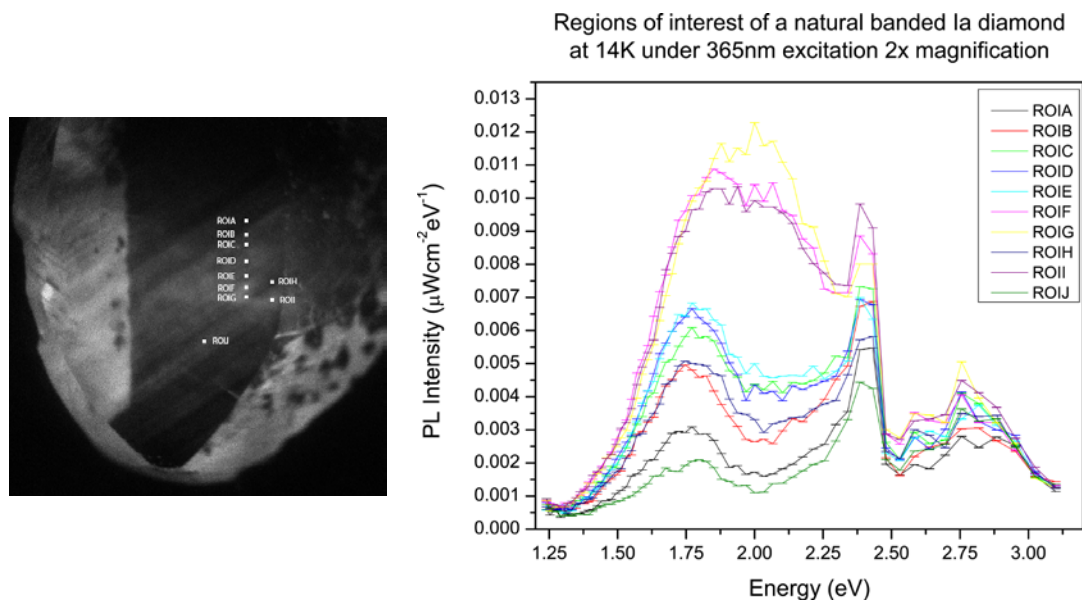 Regions of interest of a natural banded Ia diamond
at 14K under 365nm excitation 2x magnification
ROIA
ROIB
ROIC
ROID
ROIE
ROIF
ROIG
ROIH
ROII
ROIJ
PL Intensity (μWcm⁻²eV⁻¹)
0.013
0.012
0.011
0.010
0.009
0.008
0.007
0.006
0.005
0.004
0.003
0.002
0.001
0.000
1.25 1.50 1.75 2.00 2.25 2.50 2.75 3.00
Energy (eV)
ROIA
ROIB
ROIC
ROID
ROIE
ROIF
ROIG
ROIH
ROII
ROIJ